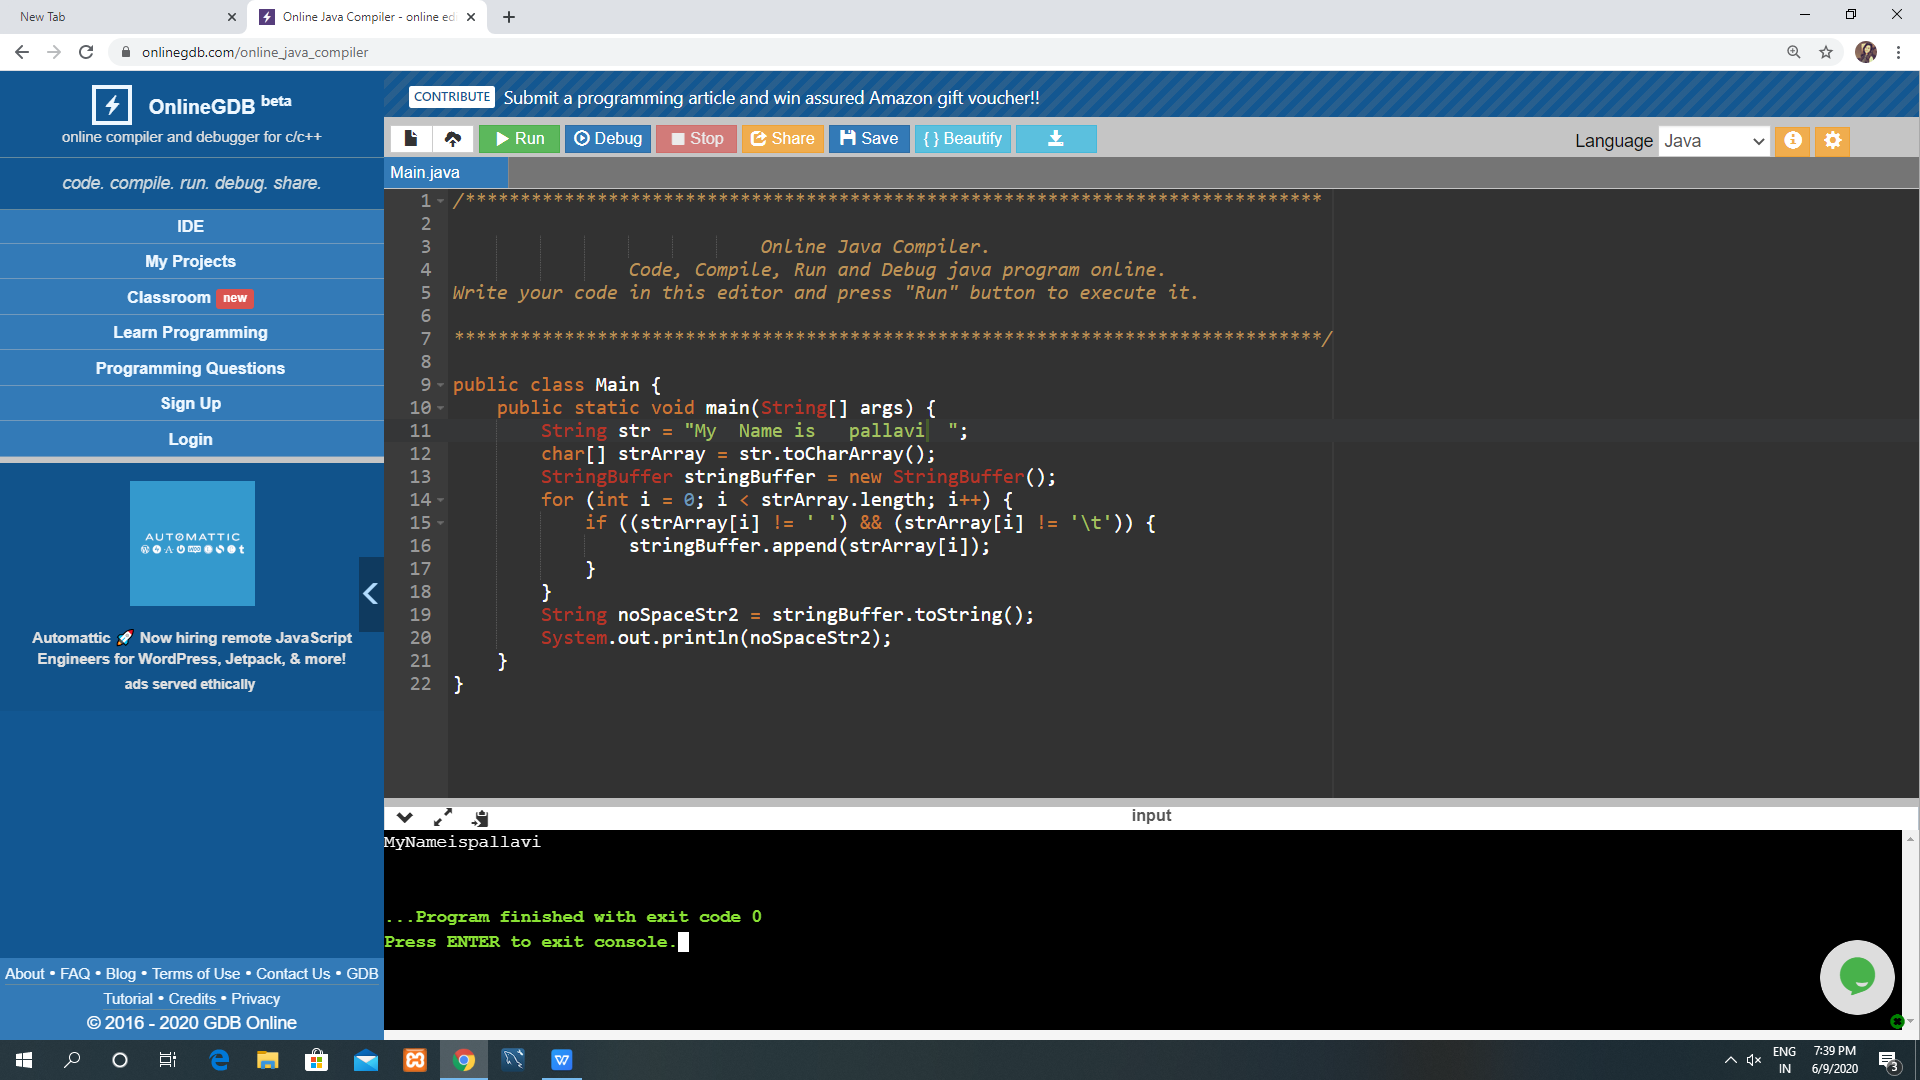 New Tab
Online Java Compiler - online edi
onlinegdb.com/online_java_compiler
OnlineGDB beta
online compiler and debugger for c/c++
code. compile. run. debug. share.
IDE
My Projects
Classroom new
Learn Programming
Programming Questions
Sign Up
Login
AUTOMATTIC
Automattic 🚀 Now hiring remote JavaScript
Engineers for WordPress, Jetpack, & more!
ads served ethically
About • FAQ • Blog • Terms of Use • Contact Us • GDB
Tutorial • Credits • Privacy
© 2016 - 2020 GDB Online
CONTRIBUTE Submit a programming article and win assured Amazon gift voucher!!
Run Debug Stop Share Save { } Beautify
Language Java
Main.java
1 /******************************************************************************
2
3                             Online Java Compiler.
4                 Code, Compile, Run and Debug java program online.
5 Write your code in this editor and press "Run" button to execute it.
6
7 *******************************************************************************/
8
9 public class Main {
10     public static void main(String[] args) {
11         String str = "My  Name is   pallavi  ";
12         char[] strArray = str.toCharArray();
13         StringBuffer stringBuffer = new StringBuffer();
14         for (int i = 0; i < strArray.length; i++) {
15             if ((strArray[i] != ' ') && (strArray[i] != '\t')) {
16                 stringBuffer.append(strArray[i]);
17             }
18         }
19         String noSpaceStr2 = stringBuffer.toString();
20         System.out.println(noSpaceStr2);
21     }
22 }
input
MyNameispallavi
...Program finished with exit code 0
Press ENTER to exit console.
ENG
IN
7:39 PM
6/9/2020
3